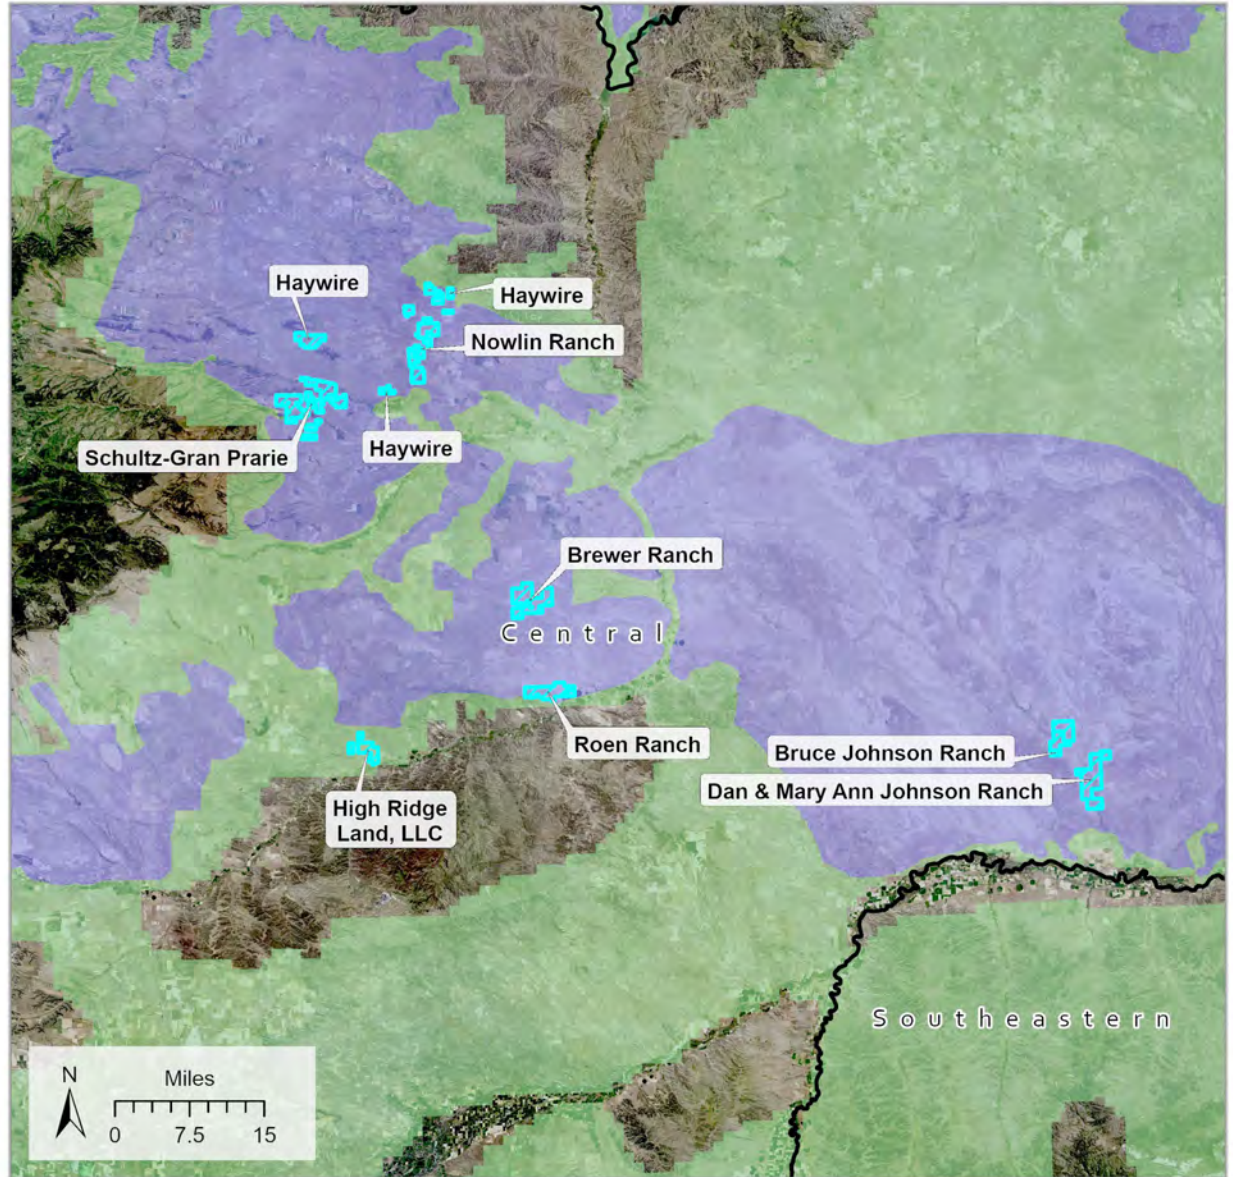 Haywire
Haywire
Nowlin Ranch
Haywire
Schultz-Gran Prarie
Brewer Ranch
Central
Roen Ranch
Bruce Johnson Ranch
Dan & Mary Ann Johnson Ranch
High Ridge
Land, LLC
Southeastern
N
Miles
0 7.5 15